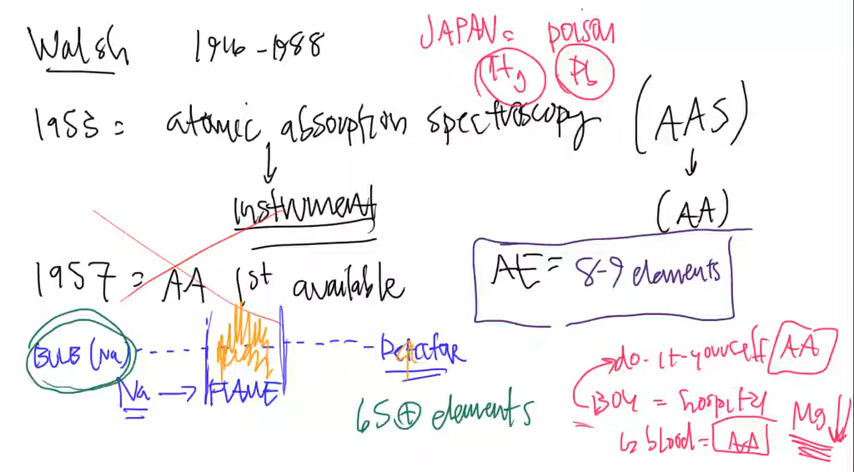 Walsh 1916-1988
JAPAN = poison
Hg Pb
1953 = atomic absorption spectroscopy (AAS)
↓ ↓
instrument (AA)
1957 = AA 1st available
AE = 8-9 elements
BULB (Na) FLAME Detector
Na →
65 + elements
do-it-yourself AA
BOY = hospital Mg ↓
↳ blood = AA